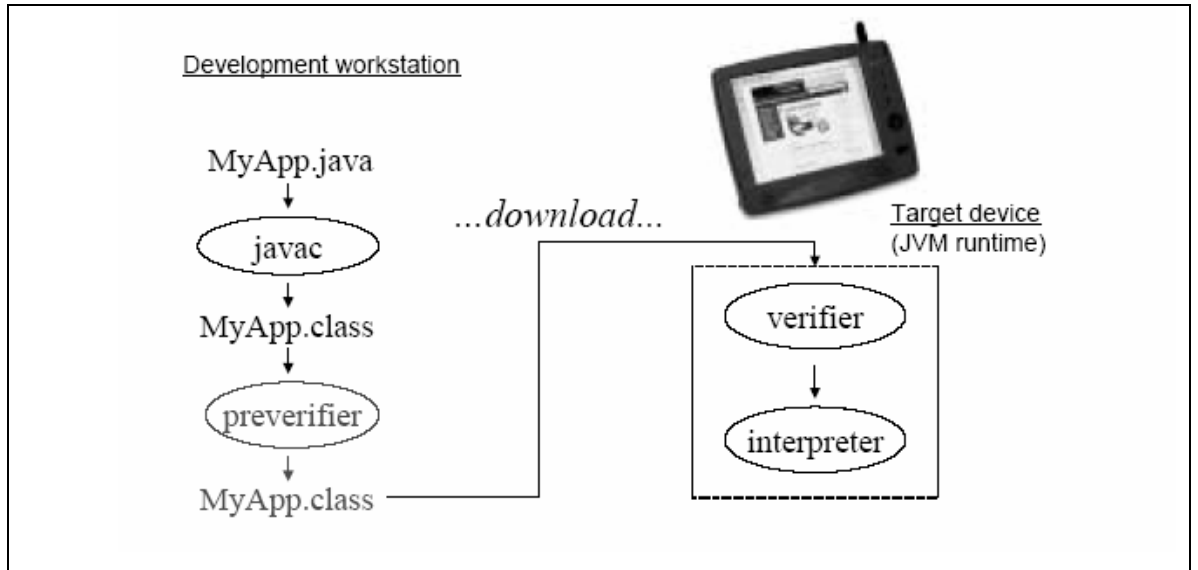 Development workstation
MyApp.java
javac
MyApp.class
preverifier
MyApp.class
...download...
Target device
(JVM runtime)
verifier
interpreter